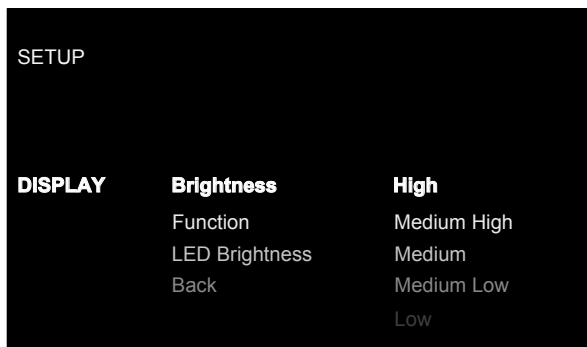 SETUP
DISPLAY Brightness High
Function Medium High
LED Brightness Medium
Back Medium Low
Low